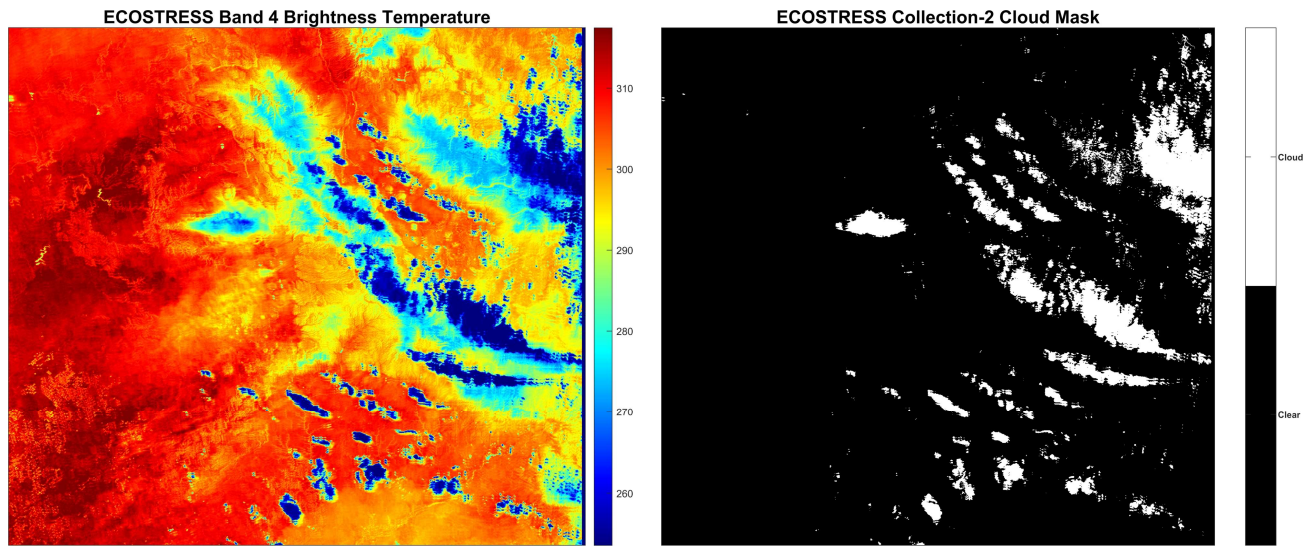 ECOSTRESS Band 4 Brightness Temperature
310
300
290
280
270
260
ECOSTRESS Collection-2 Cloud Mask
Cloud
Clear